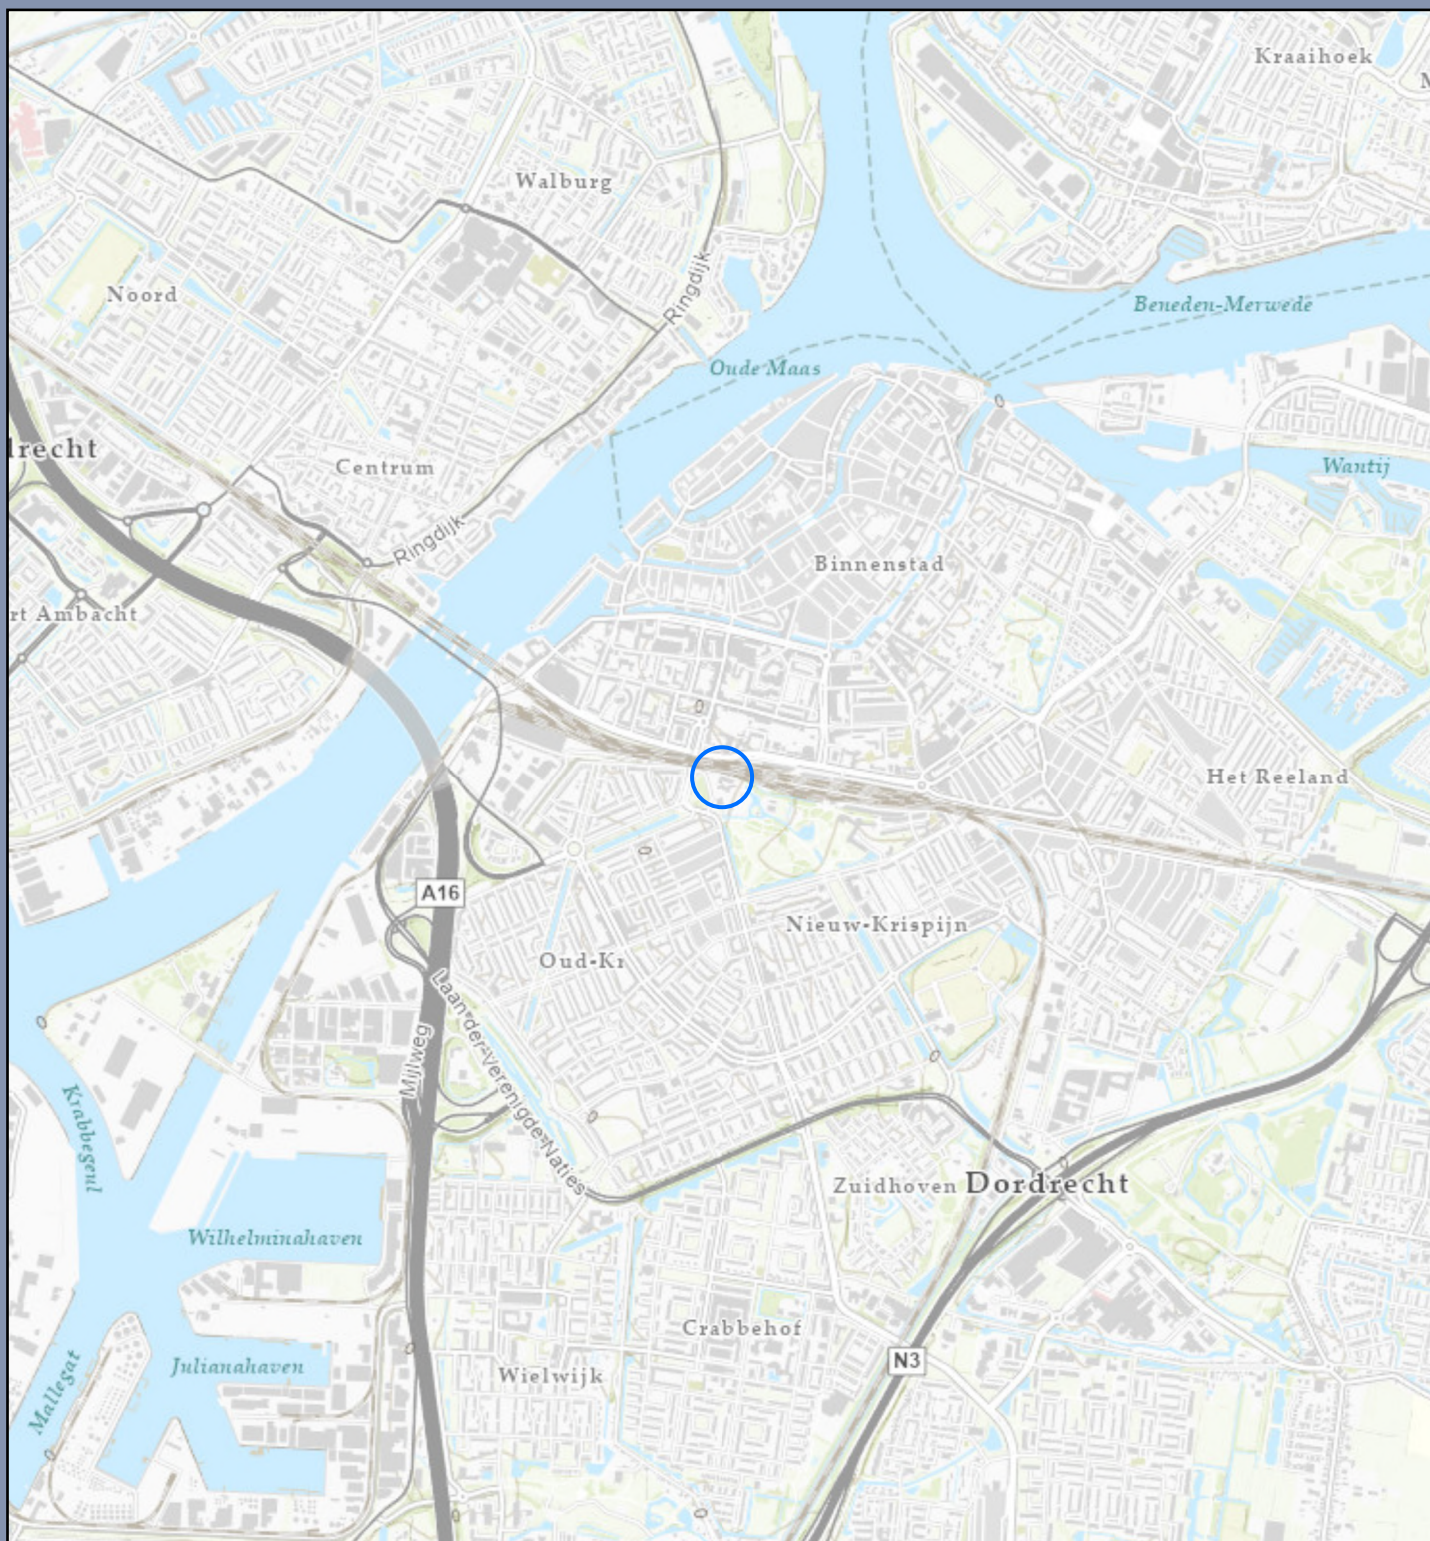 Kraaihoek
Walburg
Ringdijk
Noord
Beneden-Merwede
Oude Maas
drecht
Centrum
Wantij
Ringdijk
Binnenstad
rt Ambacht
Het Reeland
A16
Nieuw-Krispijn
Oud-Kr
Laan der Verenigde Naties
Mijlweg
Krabbegeul
Zuidhoven
Dordrecht
Wilhelminahaven
Crabbehof
Julianahaven
N3
Wielwijk
Mallegat